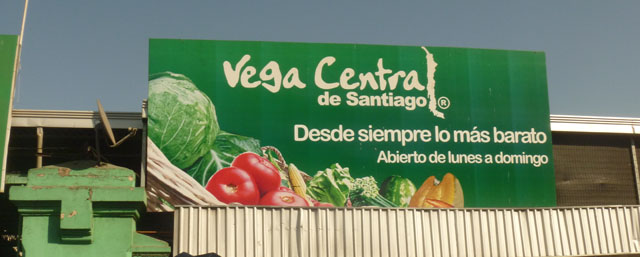 Vega Central
de Santiago ®
Desde siempre lo más barato
Abierto de lunes a domingo